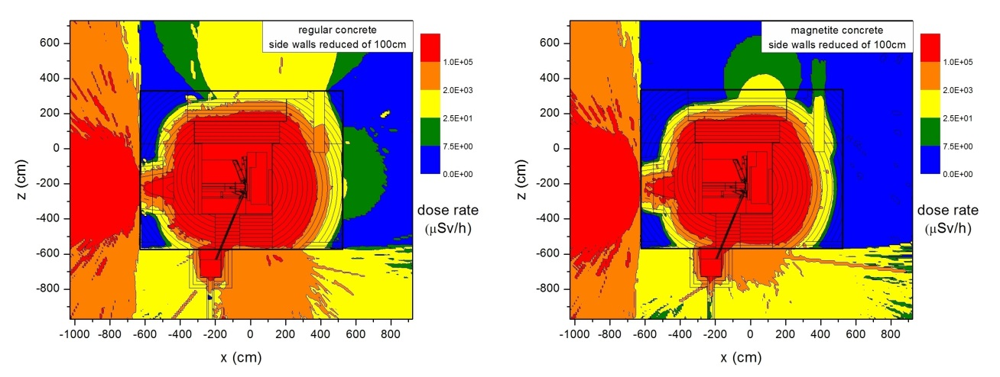 regular concrete
side walls reduced of 100cm
600
400
200
0
-200
-400
-600
-800
z (cm)
-1000 -800 -600 -400 -200 0 200 400 600 800
x (cm)
1.0E+05
2.0E+03
2.5E+01
7.5E+00
0.0E+00
dose rate
(μSv/h)
magnetite concrete
side walls reduced of 100cm
600
400
200
0
-200
-400
-600
-800
z (cm)
-1000 -800 -600 -400 -200 0 200 400 600 800
x (cm)
1.0E+05
2.0E+03
2.5E+01
7.5E+00
0.0E+00
dose rate
(μSv/h)